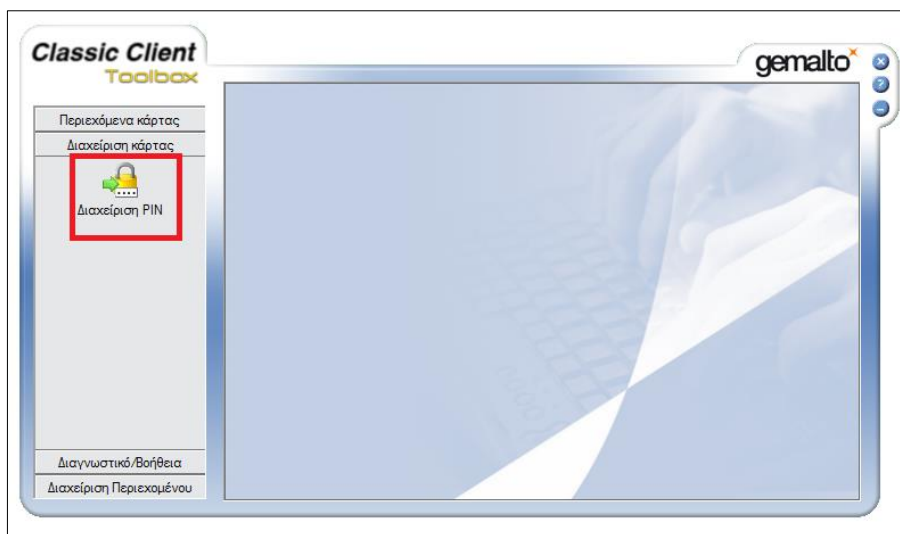 Classic Client
Toolbox
gemalto
Περιεχόμενα κάρτας
Διαχείριση κάρτας
Διαχείριση PIN
Διαγνωστικό/Βοήθεια
Διαχείριση Περιεχομένου